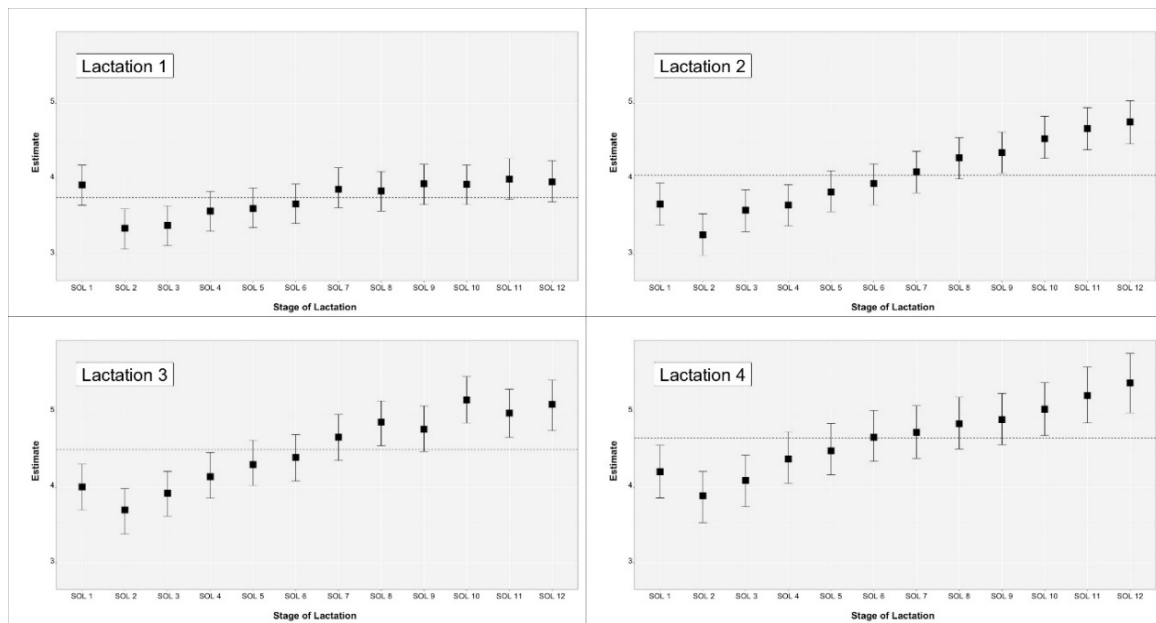 Lactation 1
Estimate
5
4
3
SOL 1 SOL 2 SOL 3 SOL 4 SOL 5 SOL 6 SOL 7 SOL 8 SOL 9 SOL 10 SOL 11 SOL 12
Stage of Lactation
Lactation 2
Estimate
5
4
3
SOL 1 SOL 2 SOL 3 SOL 4 SOL 5 SOL 6 SOL 7 SOL 8 SOL 9 SOL 10 SOL 11 SOL 12
Stage of Lactation
Lactation 3
Estimate
5
4
3
SOL 1 SOL 2 SOL 3 SOL 4 SOL 5 SOL 6 SOL 7 SOL 8 SOL 9 SOL 10 SOL 11 SOL 12
Stage of Lactation
Lactation 4
Estimate
5
4
3
SOL 1 SOL 2 SOL 3 SOL 4 SOL 5 SOL 6 SOL 7 SOL 8 SOL 9 SOL 10 SOL 11 SOL 12
Stage of Lactation